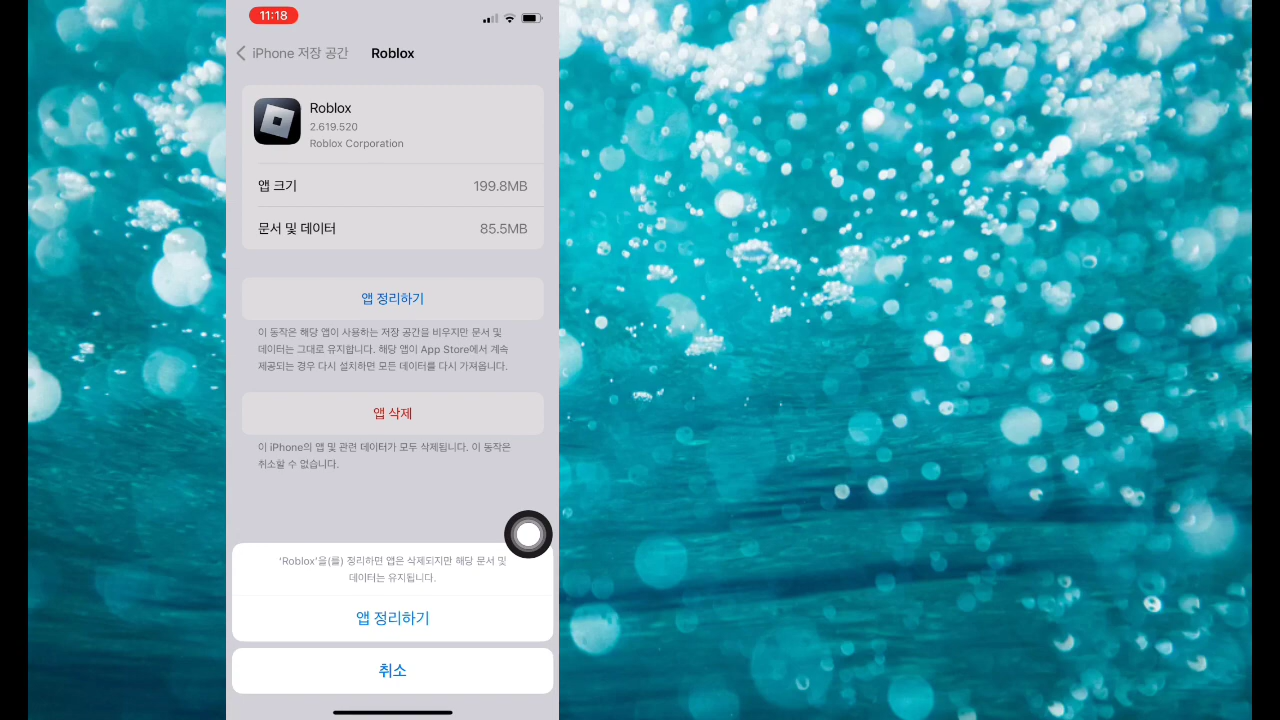 11:18
iPhone 저장 공간
Roblox
Roblox
2.619.520
Roblox Corporation
앱 크기 199.8MB
문서 및 데이터 85.5MB
앱 정리하기
이 동작은 해당 앱이 사용하는 저장 공간을 비우지만 문서 및
데이터는 그대로 유지합니다. 해당 앱이 App Store에서 계속
제공되는 경우 다시 설치하면 모든 데이터를 다시 가져옵니다.
앱 삭제
이 iPhone의 앱 및 관련 데이터가 모두 삭제됩니다. 이 동작은
취소할 수 없습니다.
'Roblox'을(를) 정리하면 앱은 삭제되지만 해당 문서 및
데이터는 유지됩니다.
앱 정리하기
취소